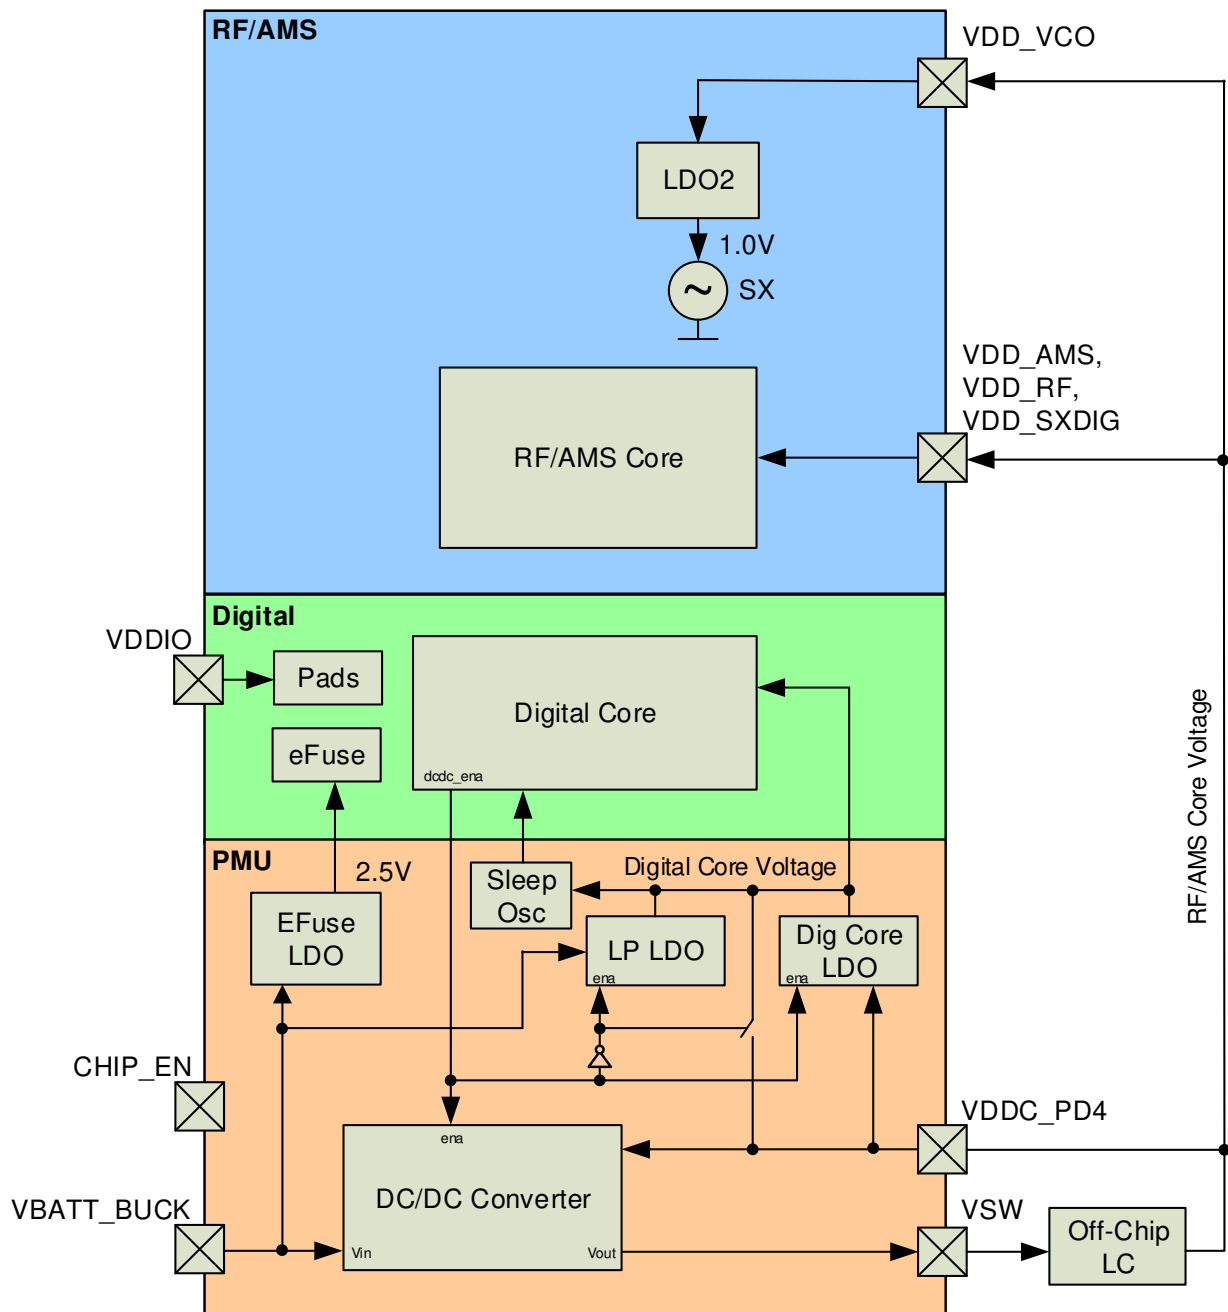 RF/AMS
VDD_VCO
LDO2
1.0V
SX
VDD_AMS,
VDD_RF,
VDD_SXDIG
RF/AMS Core
Digital
VDDIO
Pads
Digital Core
eFuse
dcdc_ena
RF/AMS Core Voltage
PMU
2.5V
Digital Core Voltage
Sleep
Osc
EFuse
LDO
LP LDO
ena
Dig Core
LDO
ena
CHIP_EN
VDDC_PD4
ena
DC/DC Converter
VBATT_BUCK
Vin
Vout
VSW
Off-Chip
LC